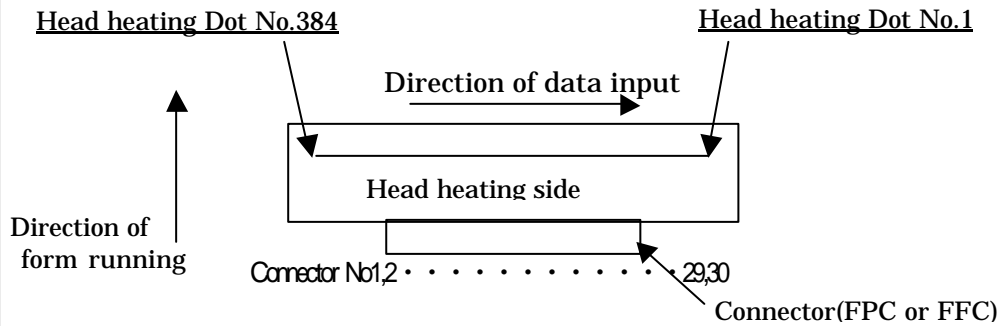 Head heating Dot No.384
Head heating Dot No.1
Direction of data input
Head heating side
Direction of
form running
Connector No1,2 · · · · · · · · · · · · · 29,30
Connector(FPC or FFC)